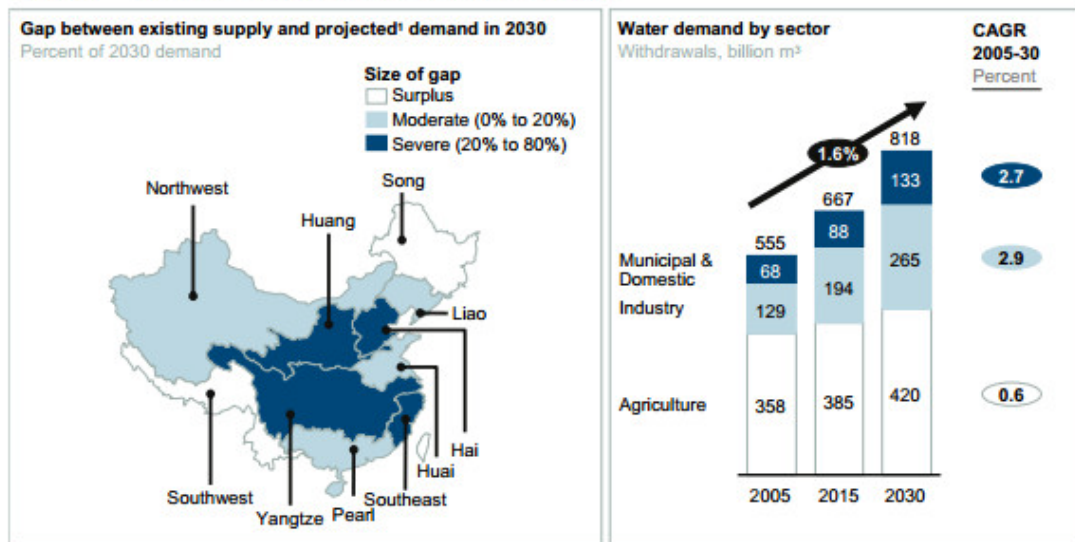 Gap between existing supply and projected¹ demand in 2030
Percent of 2030 demand
Size of gap
Surplus
Moderate (0% to 20%)
Severe (20% to 80%)
Northwest
Song
Huang
Liao
Hai
Huai
Southeast
Pearl
Yangtze
Southwest
Water demand by sector
Withdrawals, billion m³
CAGR
2005-30
Percent
1.6%
818
667
555
133
88
68
2.7
Municipal &
Domestic
265
194
129
2.9
Industry
Agriculture
358
385
420
0.6
2005
2015
2030